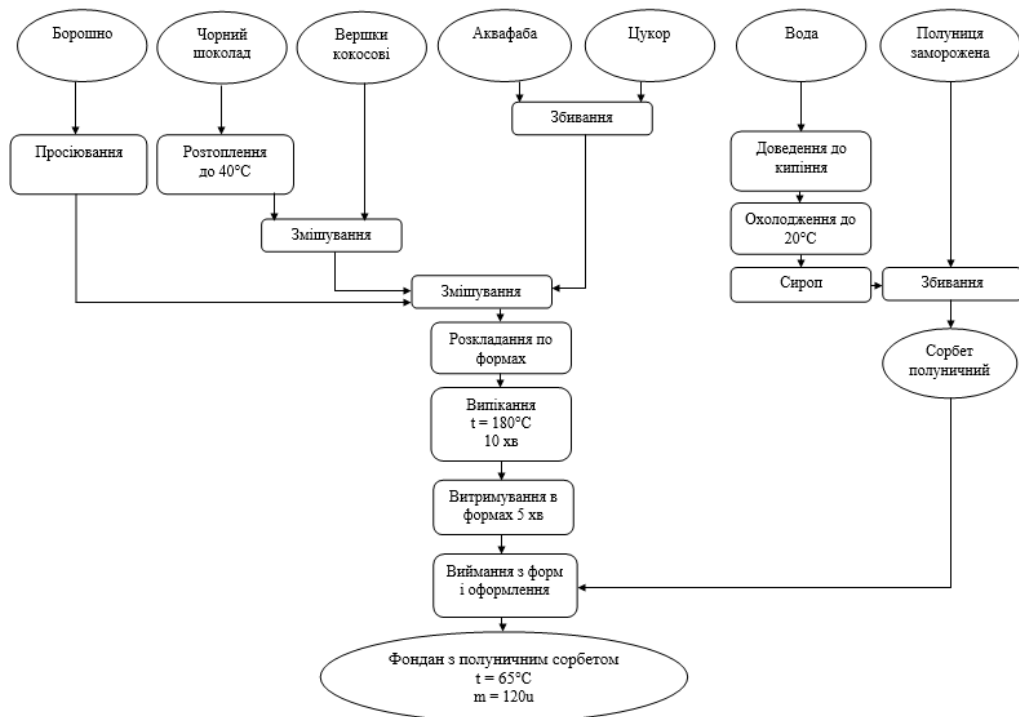 Борошно
Чорний
шоколад
Вершки
кокосові
Аквафаба
Цукор
Вода
Полуниця
заморожена
Збивання
Просіювання
Розтоплення
до 40°С
Доведення до
кипіння
Змішування
Охолодження до
20°С
Змішування
Сироп
Збивання
Розкладання по
формах
Сорбет
полуничний
Випікання
t = 180°С
10 хв
Витримування в
формах 5 хв
Виймання з форм
і оформлення
Фондан з полуничним сорбетом
t = 65°С
m = 120u